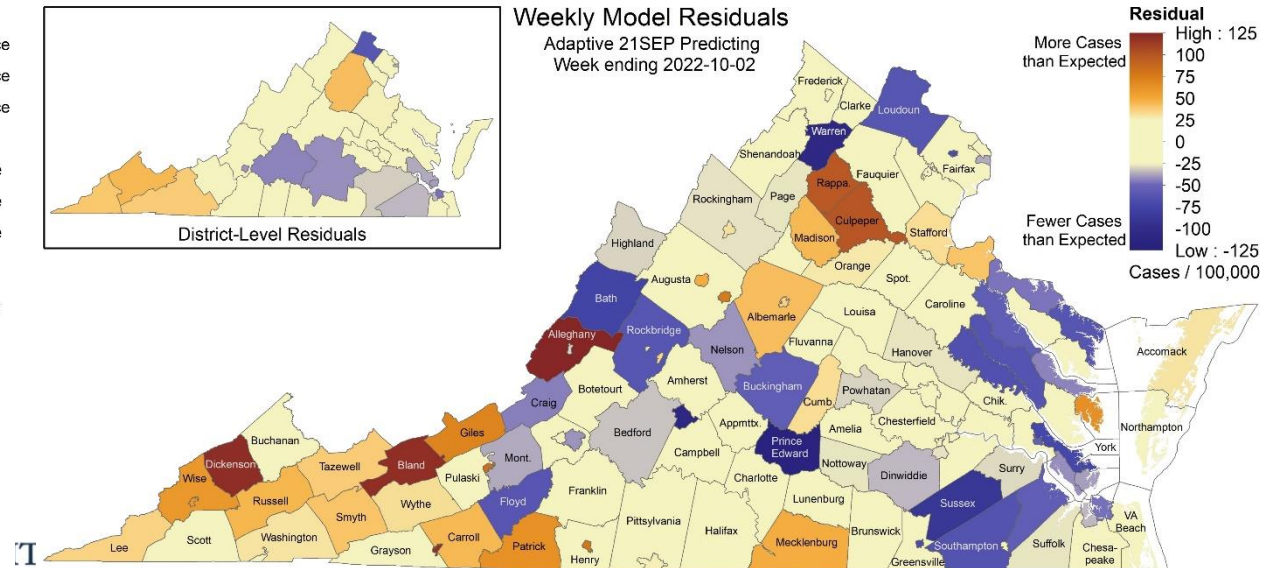 Weekly Model Residuals
Adaptive 21SEP Predicting
Week ending 2022-10-02
ce
ce
ce
District-Level Residuals
Residual
More Cases
than Expected
High : 125
100
75
50
25
0
-25
-50
-75
-100
Low : -125
Fewer Cases
than Expected
Cases / 100,000
Frederick
Clarke
Loudoun
Warren
Shenandoah
Fairfax
Rappa.
Fauquier
Page
Rockingham
Culpeper
Madison
Stafford
Highland
Orange
Augusta
Spot.
Bath
Caroline
Albemarle
Louisa
Rockbridge
Alleghany
Nelson
Fluvanna
Hanover
Accomack
Botetourt
Amherst
Buckingham
Powhatan
Cumb.
Craig
Chik.
Chesterfield
Northampton
Appmttx.
Amelia
Bedford
Giles
Buchanan
Prince
Edward
York
Campbell
Mont.
Dickenson
Tazewell
Bland
Nottoway
Surry
Wise
Pulaski
Charlotte
Dinwiddie
Russell
Franklin
Lunenburg
Floyd
Sussex
Wythe
Smyth
VA
Beach
Pittsylvania
Halifax
Brunswick
Washington
Carroll
Mecklenburg
Southampton
Suffolk
Scott
Lee
Grayson
Patrick
Henry
Greensville
Chesa-
peake